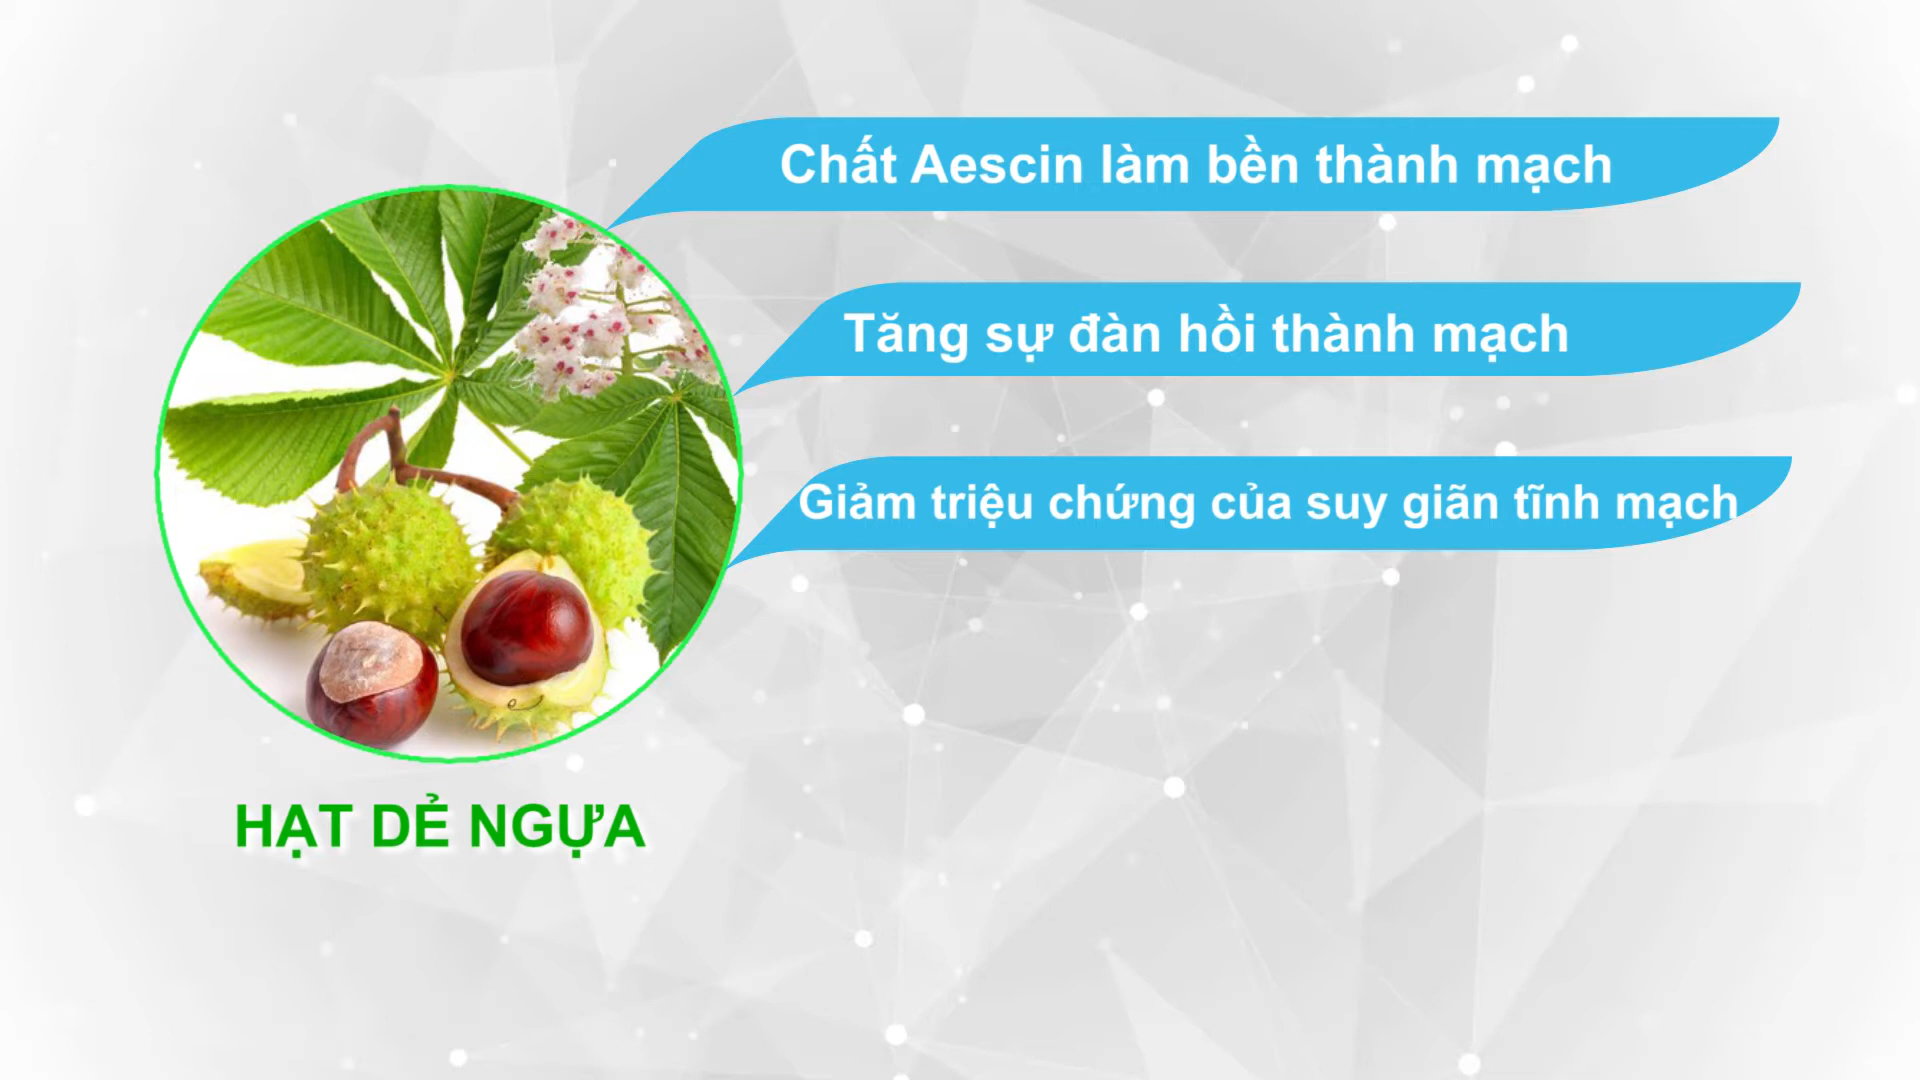 Chất Aescin làm bền thành mạch
Tăng sự đàn hồi thành mạch
Giảm triệu chứng của suy giãn tĩnh mạch
HẠT DẺ NGỰA